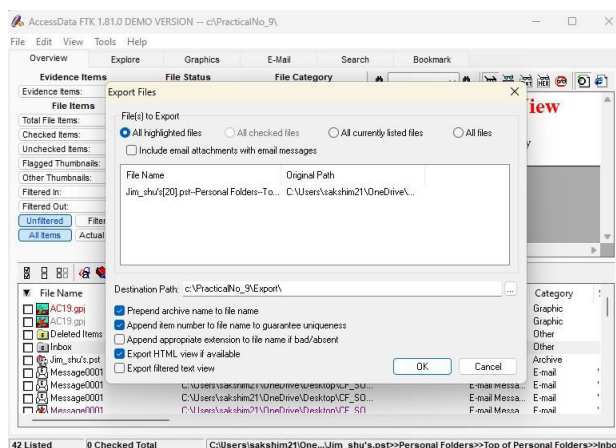 AccessData FTK 1.81.0 DEMO VERSION -- c:\PracticalNo_9\
File Edit View Tools Help
Overview Explore Graphics E-Mail Search Bookmark
Evidence Items File Status File Category
Evidence Items:
File Items
Total File Items:
Checked Items:
Unchecked Items:
Flagged Thumbnails:
Other Thumbnails:
Filtered In:
Filtered Out:
Unfiltered Filter
All Items Actual
Export Files
File(s) to Export
All highlighted files All checked files All currently listed files All files
Include email attachments with email messages
File Name Original Path
Jim_shu's[20].pst--Personal Folders--To... C:\Users\sakshim21\OneDrive\...
Destination Path: c:\PracticalNo_9\Export\
...
Prepend archive name to file name
Append item number to file name to guarantee uniqueness
Append appropriate extension to file name if bad/absent
Export HTML view if available
Export filtered text view
OK Cancel
iew
y
File Name Category
AC19.gpj Graphic
AC19.gpj Graphic
Deleted Items Other
Inbox Other
Jim_shu's.pst Archive
Message0001 E-mail
Message0001 C:\Users\sakshim21\OneDrive\Desktop\CF_SO... E-mail Messa... E-mail
Message0001 C:\Users\sakshim21\OneDrive\Desktop\CF_SO... E-mail Messa... E-mail
42 Listed 0 Checked Total C:\Users\sakshim21\One...\Jim_shu's.pst>>Personal Folders>>Top of Personal Folders>>Inbo